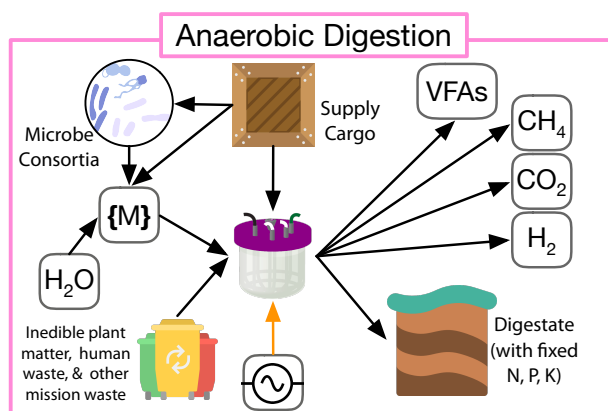 Anaerobic Digestion
VFAs
Supply
Cargo
CH₄
Microbe
Consortia
CO₂
{M}
H₂
H₂O
Inedible plant
matter, human
waste, & other
mission waste
Digestate
(with fixed
N, P, K)